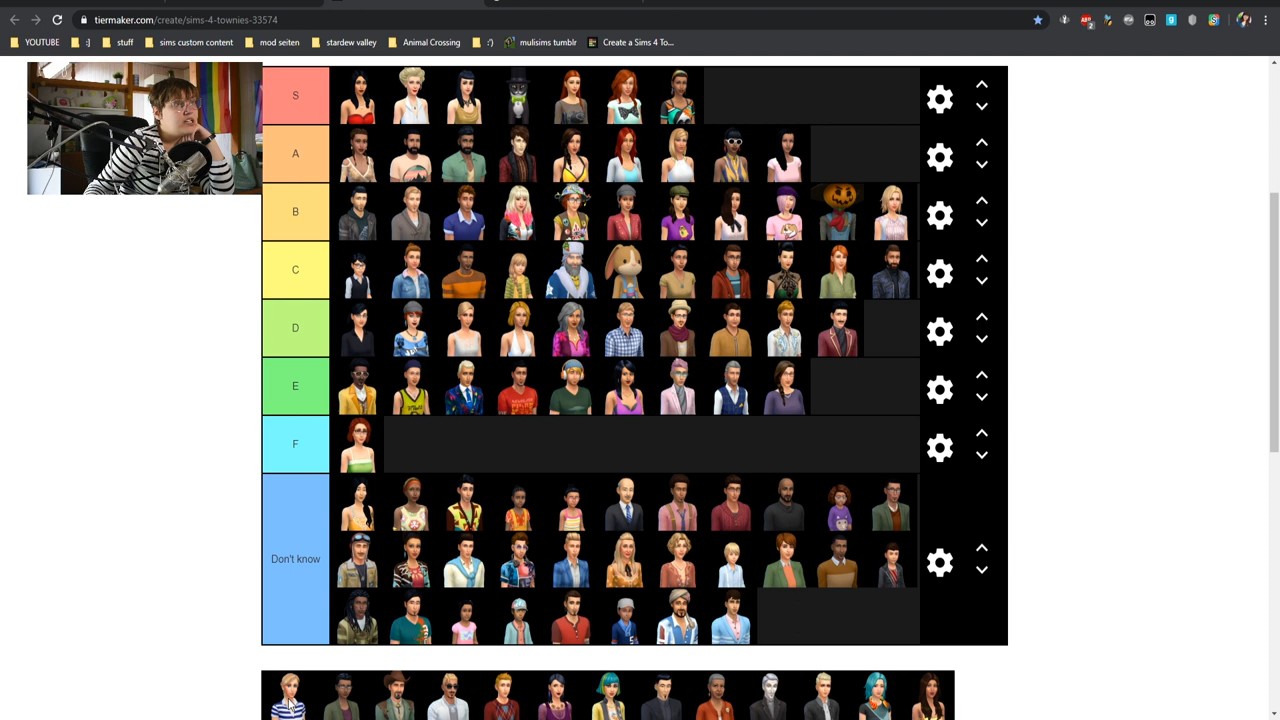 tiermaker.com/create/sims-4-townies-33574
YOUTUBE :) stuff sims custom content mod seiten stardew valley Animal Crossing :') mulisims tumblr Create a Sims 4 To...
S
A
B
C
D
E
F
Don't know